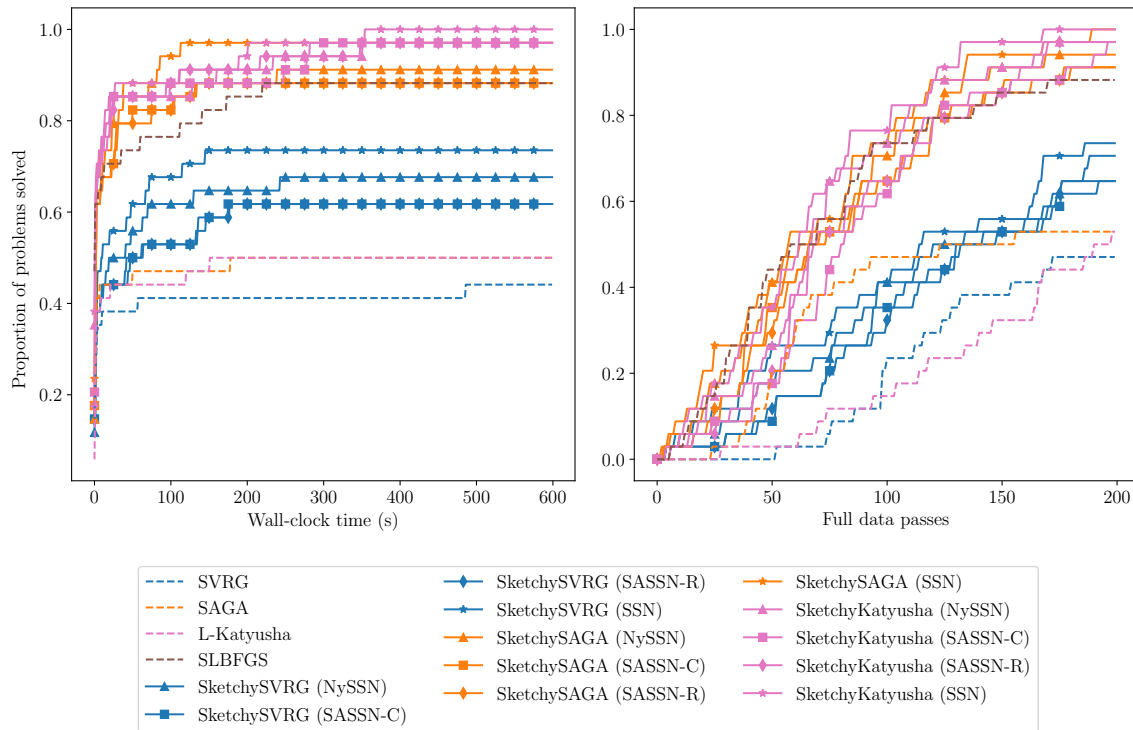 Proportion of problems solved
1.0
0.8
0.6
0.4
0.2
0
100
200
300
400
500
600
Wall-clock time (s)
1.0
0.8
0.6
0.4
0.2
0.0
0
50
100
150
200
Full data passes
SVRG
SAGA
L-Katyusha
SLBFGS
SketchySVRG (NySSN)
SketchySVRG (SASSN-C)
SketchySVRG (SASSN-R)
SketchySVRG (SSN)
SketchySAGA (NySSN)
SketchySAGA (SASSN-C)
SketchySAGA (SASSN-R)
SketchySAGA (SSN)
SketchyKatyusha (NySSN)
SketchyKatyusha (SASSN-C)
SketchyKatyusha (SASSN-R)
SketchyKatyusha (SSN)